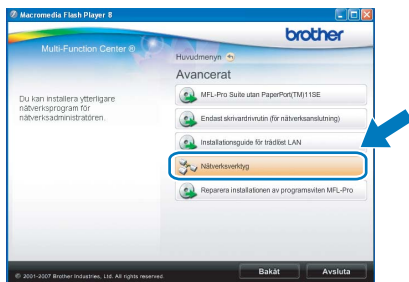 Macromedia Flash Player 8
brother
Multi-Function Center ®
Huvudmenyn
Avancerat
Du kan installera ytterligare
nätverksprogram för
nätverksadministratören.
MFL-Pro Suite utan PaperPort(TM)11SE
Endast skrivardrivrutin (för nätverksanslutning)
Installationsguide för trådlöst LAN
Nätverksverktyg
Reparera installationen av programsviten MFL-Pro
© 2001-2007 Brother Industries, Ltd. All rights reserved.
Bakåt
Avsluta